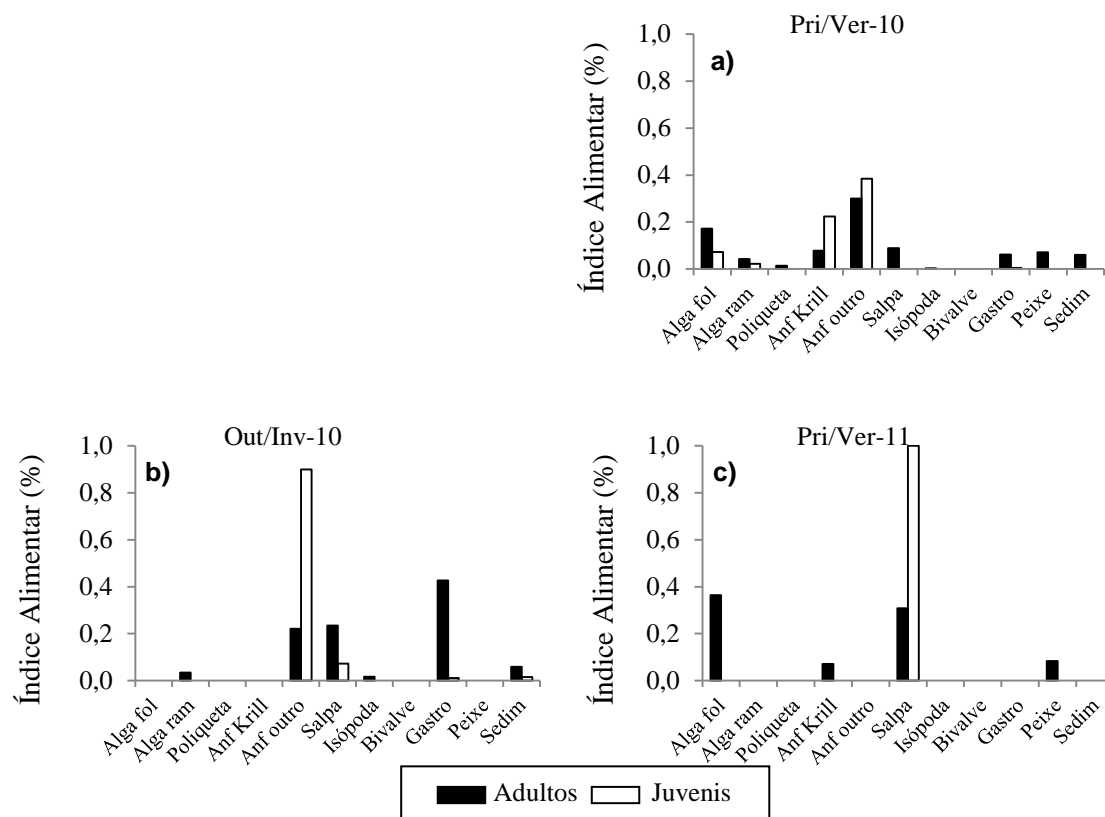 Pri/Ver-10
a)
Índice Alimentar (%)
1,0
0,8
0,6
0,4
0,2
0,0
Alga fol
Alga ram
Poliqueta
Anf Krill
Anf outro
Salpa
Isópoda
Bivalve
Gastro
Peixe
Sedim
Out/Inv-10
b)
Índice Alimentar (%)
1,0
0,8
0,6
0,4
0,2
0,0
Alga fol
Alga ram
Poliqueta
Anf Krill
Anf outro
Salpa
Isópoda
Bivalve
Gastro
Peixe
Sedim
Pri/Ver-11
c)
Índice Alimentar (%)
1,0
0,8
0,6
0,4
0,2
0,0
Alga fol
Alga ram
Poliqueta
Anf Krill
Anf outro
Salpa
Isópoda
Bivalve
Gastro
Peixe
Sedim
Adultos
Juvenis